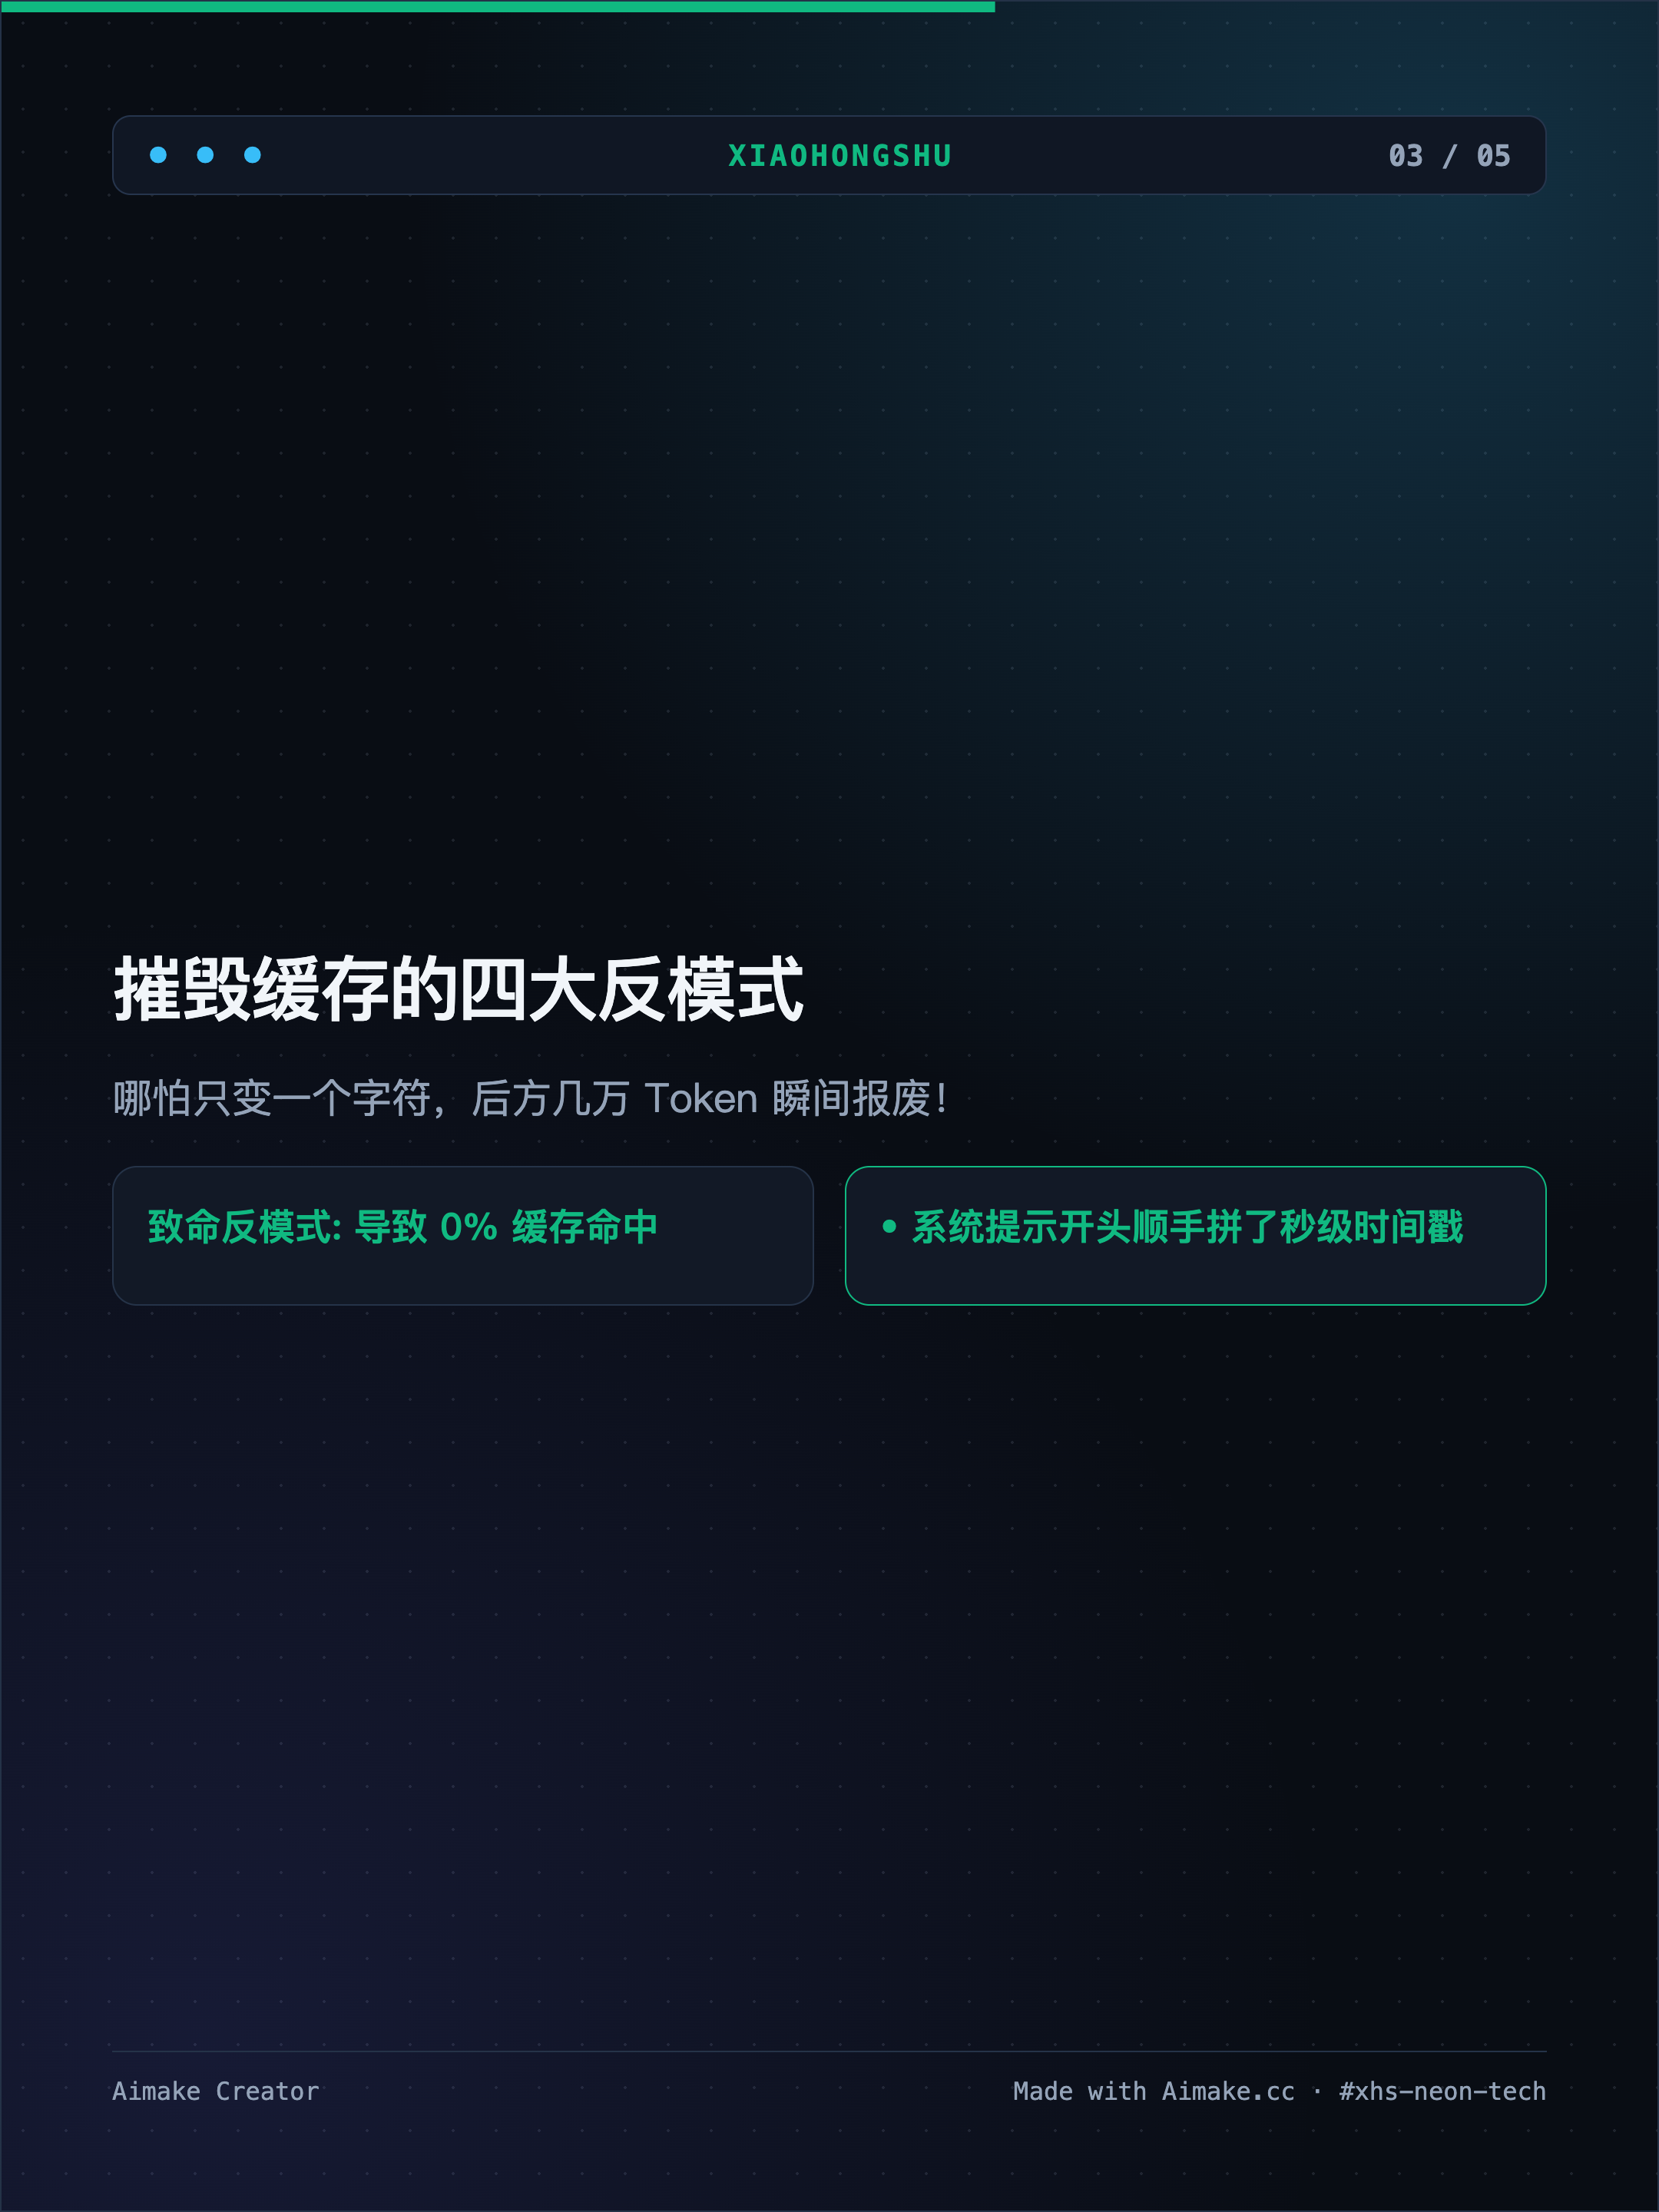 XIAOHONGSHU
03 / 05
摧毁缓存的四大反模式
哪怕只变一个字符，后方几万 Token 瞬间报废！
致命反模式: 导致 0% 缓存命中
• 系统提示开头顺手拼了秒级时间戳
Aimake Creator
Made with Aimake.cc · #xhs-neon-tech